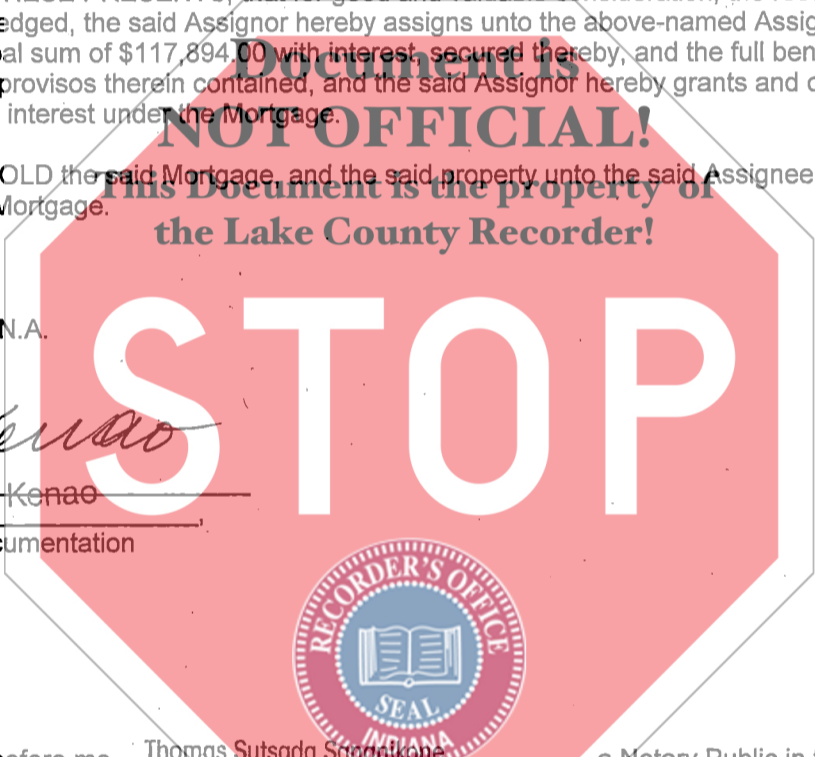 edged, the said Assignor hereby assigns unto the above-named Assig
al sum of $117,894.00 with interest, secured thereby, and the full ben
Document is
provisos therein contained, and the said Assignor hereby grants and c
interest under the Mortgage.
NOT OFFICIAL!
OLD the said Mortgage, and the said property unto the said Assignee
This Document is the property of
Mortgage.
the Lake County Recorder!
N.A.
STOP
Kenao
Kenao
cumentation
RECORDER'S OFFICE
SEAL
INDIANA
efore me Thomas Sutsada a Notary Public in